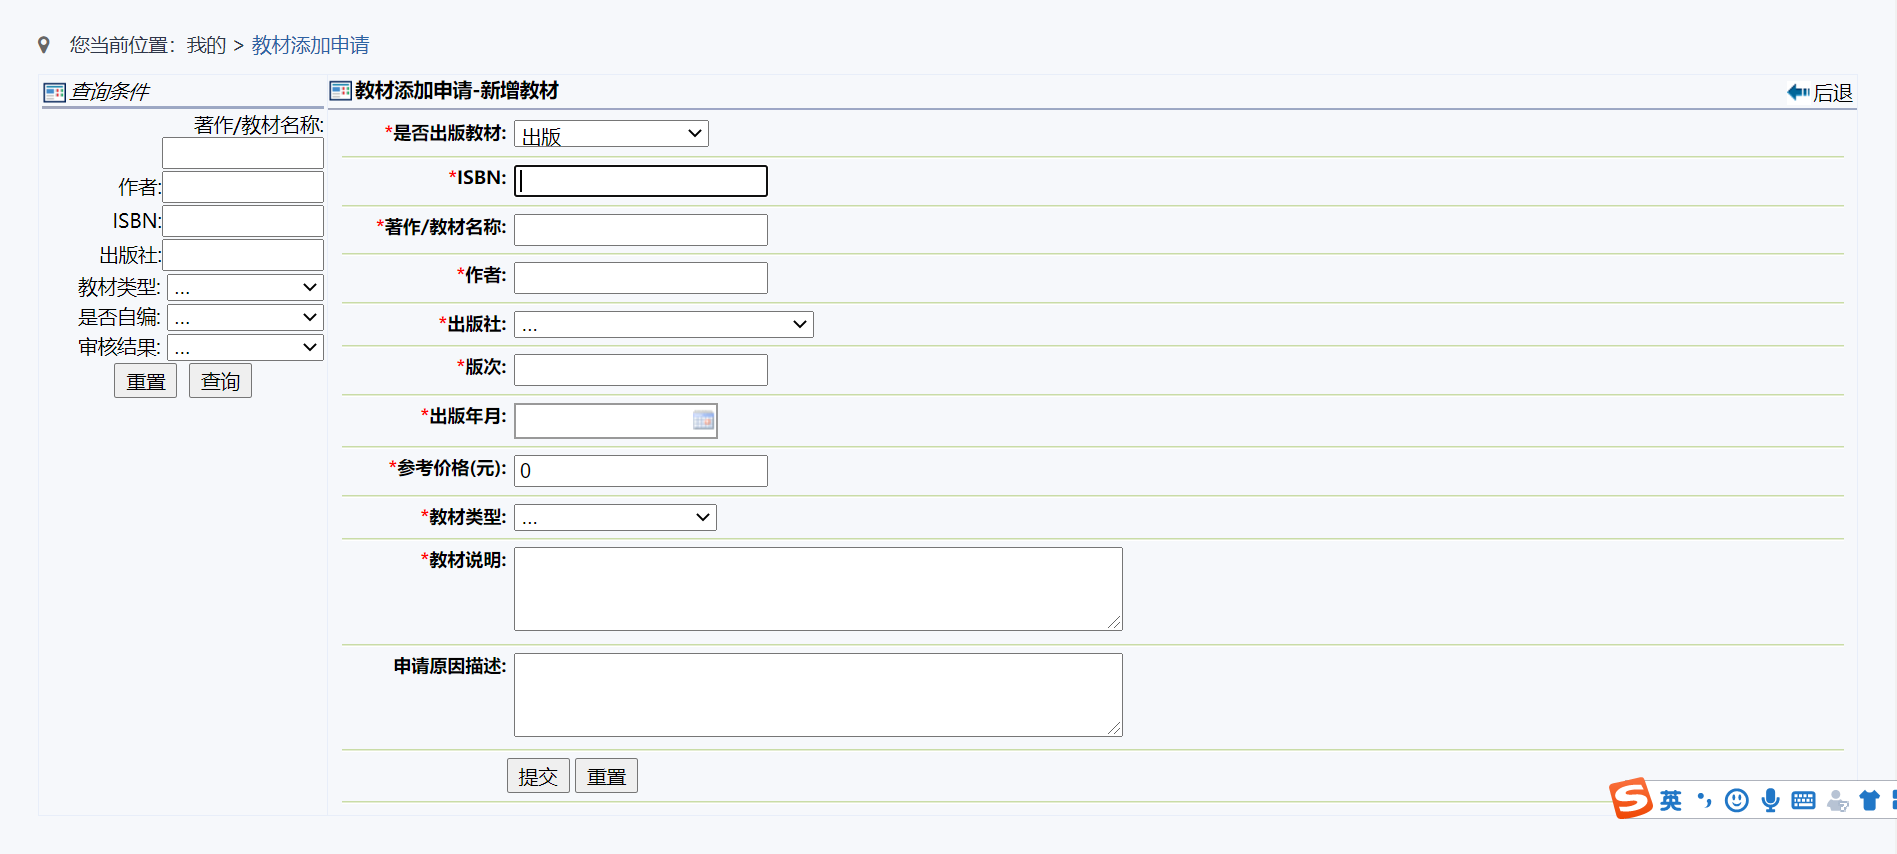 您当前位置：我的 > 教材添加申请
查询条件
著作/教材名称:
作者:
ISBN:
出版社:
教材类型: ...
是否自编: ...
审核结果: ...
重置 查询
教材添加申请-新增教材
后退
*是否出版教材: 出版
*ISBN:
*著作/教材名称:
*作者:
*出版社: ...
*版次:
*出版年月:
*参考价格(元): 0
*教材类型: ...
*教材说明:
申请原因描述:
提交 重置
S 英